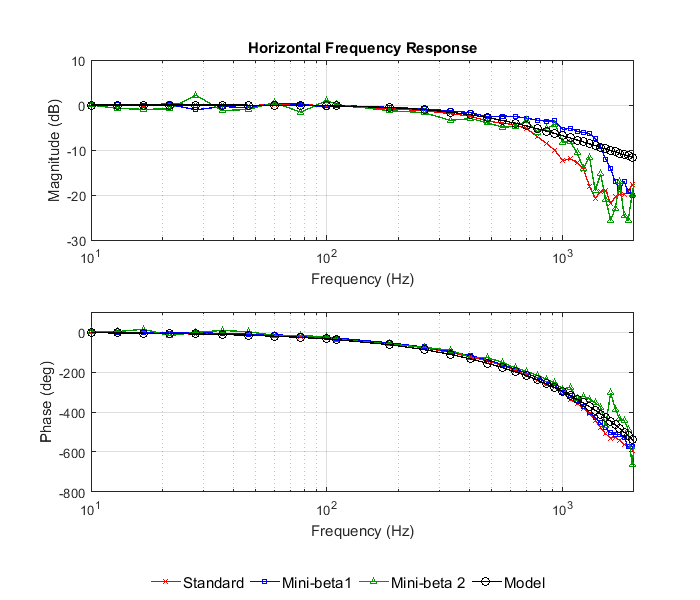 Horizontal Frequency Response
10
0
-10
-20
-30
Magnitude (dB)
10^1
10^2
10^3
Frequency (Hz)
0
-200
-400
-600
-800
Phase (deg)
10^1
10^2
10^3
Frequency (Hz)
Standard Mini-beta1 Mini-beta 2 Model